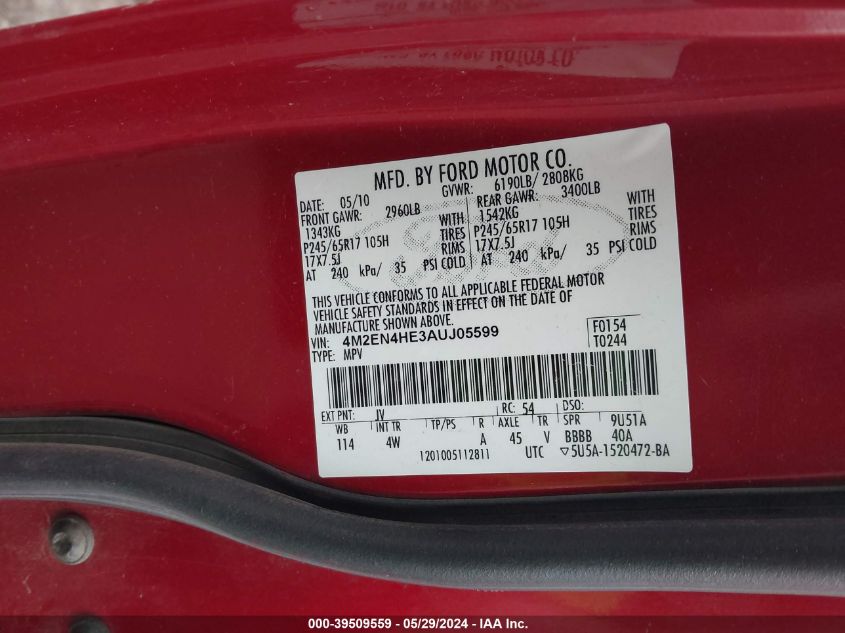 MFD. BY FORD MOTOR CO.
DATE: 05/10 GVWR: 6190LB/ 2808KG
FRONT GAWR: 2960LB REAR GAWR: 3400LB
1343KG WITH 1542KG WITH
P245/65R17 105H TIRES P245/65R17 105H TIRES
17X7.5J RIMS 17X7.5J RIMS
AT 240 kPa/ 35 PSI COLD AT 240 kPa/ 35 PSI COLD
Ford
THIS VEHICLE CONFORMS TO ALL APPLICABLE FEDERAL MOTOR
VEHICLE SAFETY STANDARDS IN EFFECT ON THE DATE OF
MANUFACTURE SHOWN ABOVE.
VIN: 4M2EN4HE3AUJ05599 F0154
TYPE: MPV T0244
EXT PNT: JV RC: 54 DSO:
WB INT TR TP/PS R AXLE TR SPR 9U51A
114 4W A 45 V BBBB 40A
1201005112811 UTC ▽5U5A-1520472-BA
000-39509559 / 05/29/2024 - 1 - IAAI Inc.